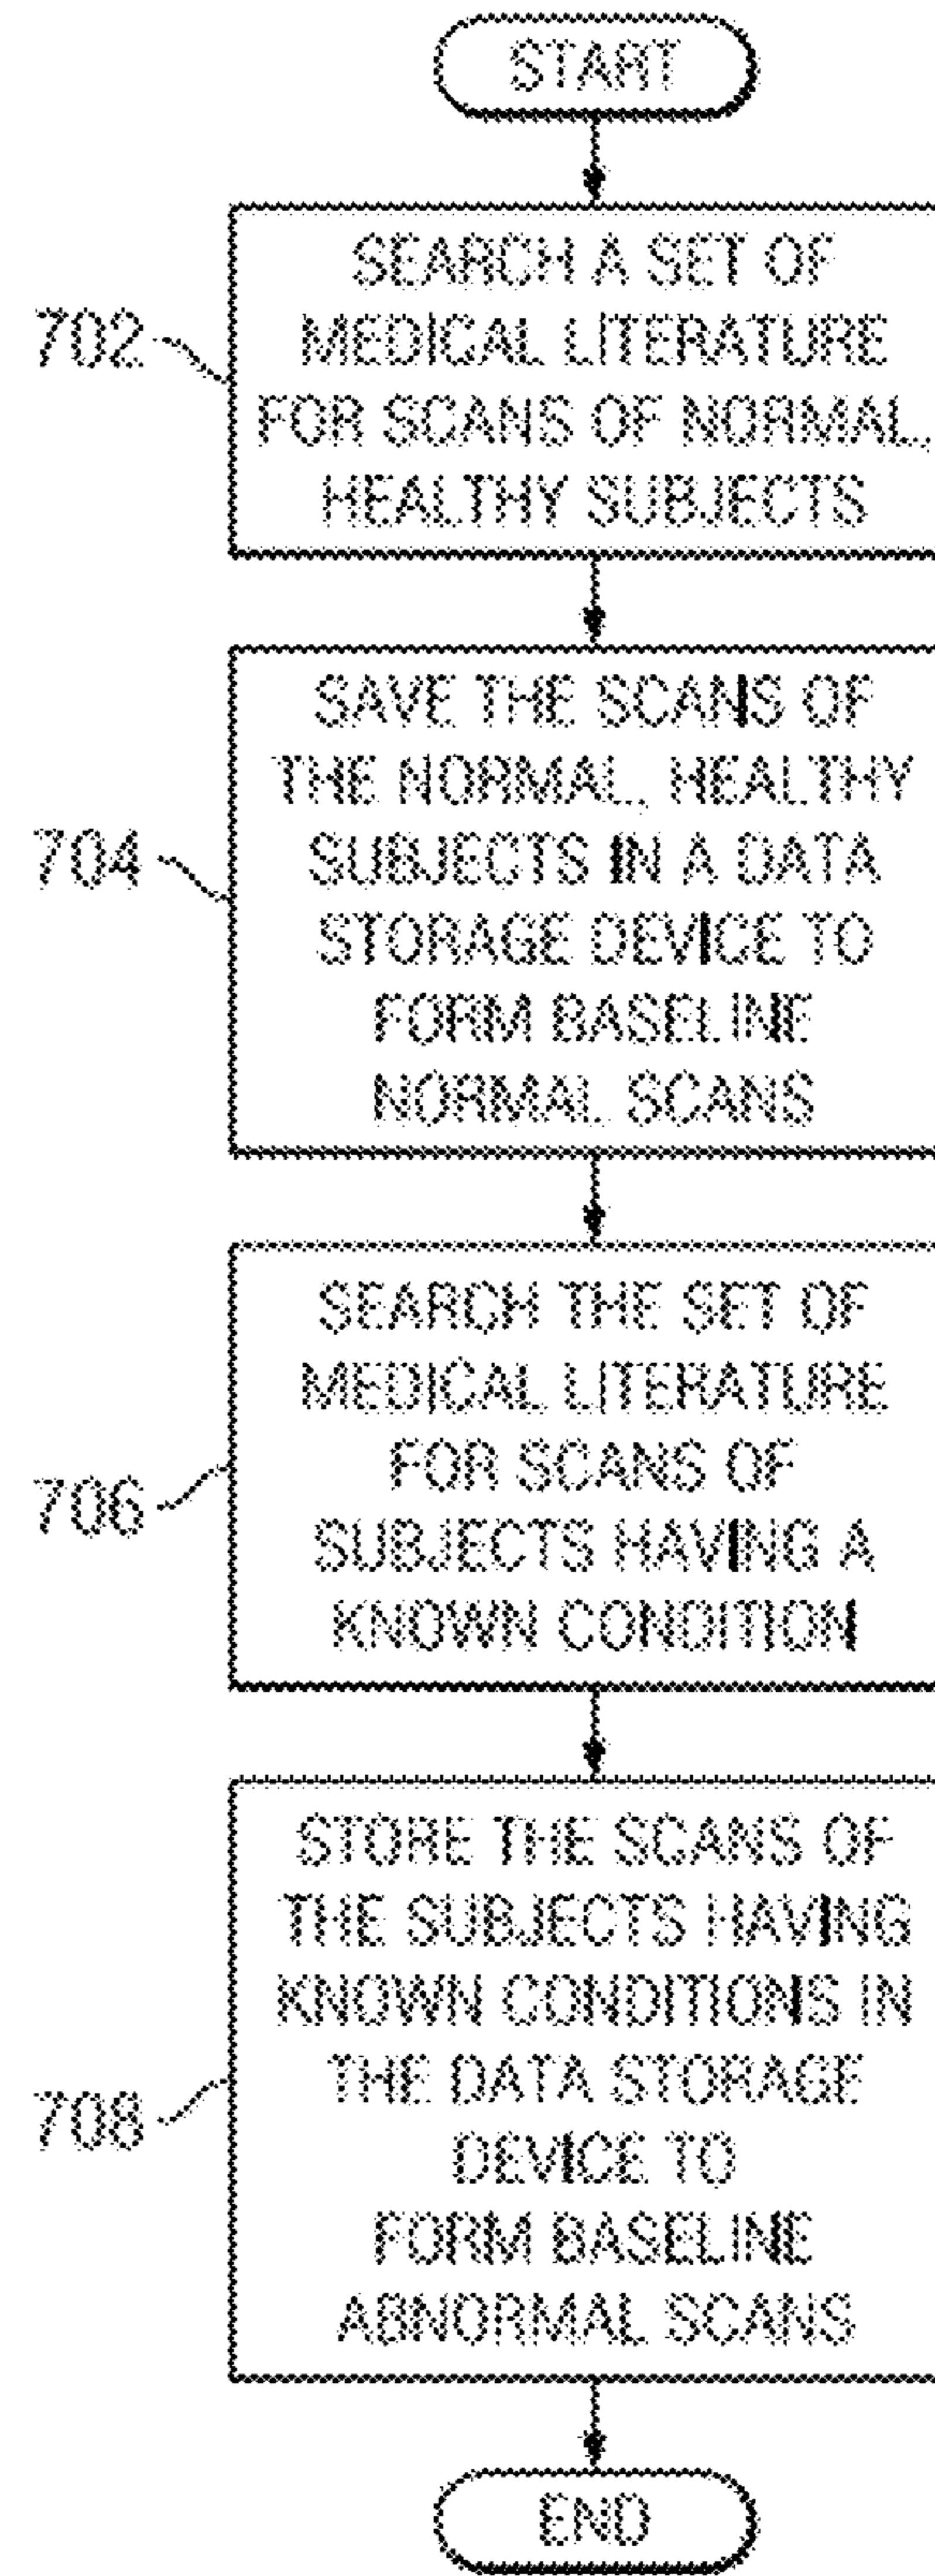 START
702
SEARCH A SET OF
MEDICAL LITERATURE
FOR SCANS OF NORMAL,
HEALTHY SUBJECTS
704
SAVE THE SCANS OF
THE NORMAL, HEALTHY
SUBJECTS IN A DATA
STORAGE DEVICE TO
FORM BASELINE
NORMAL SCANS
706
SEARCH THE SET OF
MEDICAL LITERATURE
FOR SCANS OF
SUBJECTS HAVING A
KNOWN CONDITION
708
STORE THE SCANS OF
THE SUBJECTS HAVING
KNOWN CONDITIONS IN
THE DATA STORAGE
DEVICE TO
FORM BASELINE
ABNORMAL SCANS
END